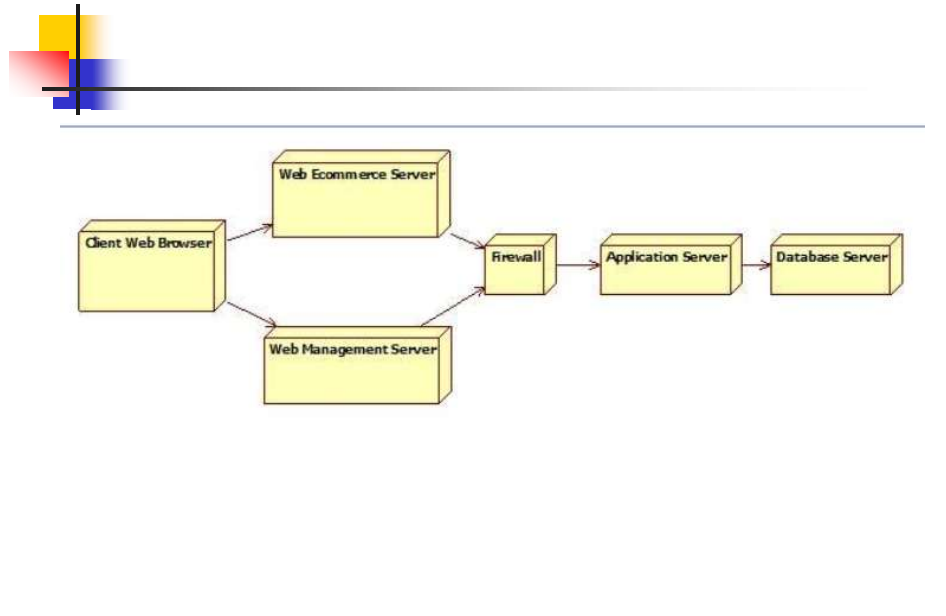 Web Ecommerce Server
Client Web Browser
Firewall
Application Server
Database Server
Web Management Server